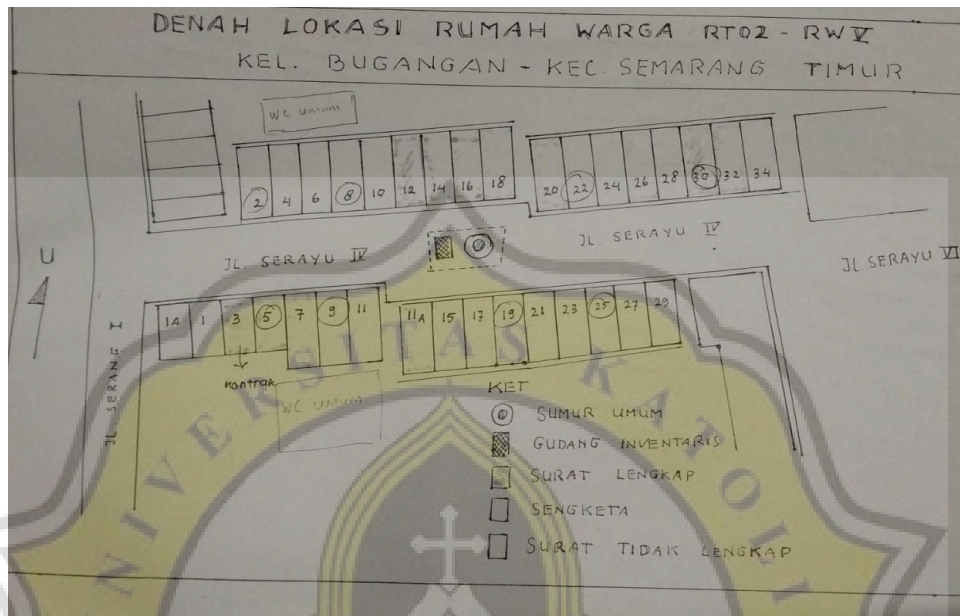 DENAH LOKASI RUMAH WARGA RT02 - RW V
KEL. BUGANGAN - KEC. SEMARANG TIMUR
WC umum
2 4 6 8 10 12 14 16 18
20 22 24 26 28 30 32 34
U
JL. SERAYU IV
JL. SERAYU IV
JL SERAYU VI
JL. SERANG I
1A 1 3 5 7 9 11
11A 15 17 19 21 23 25 27 29
kontrak
WC UMUM
KET
SUMUR UMUM
GUDANG INVENTARIS
SURAT LENGKAP
SENGKETA
SURAT TIDAK LENGKAP
UNIVERSITAS KATOLI